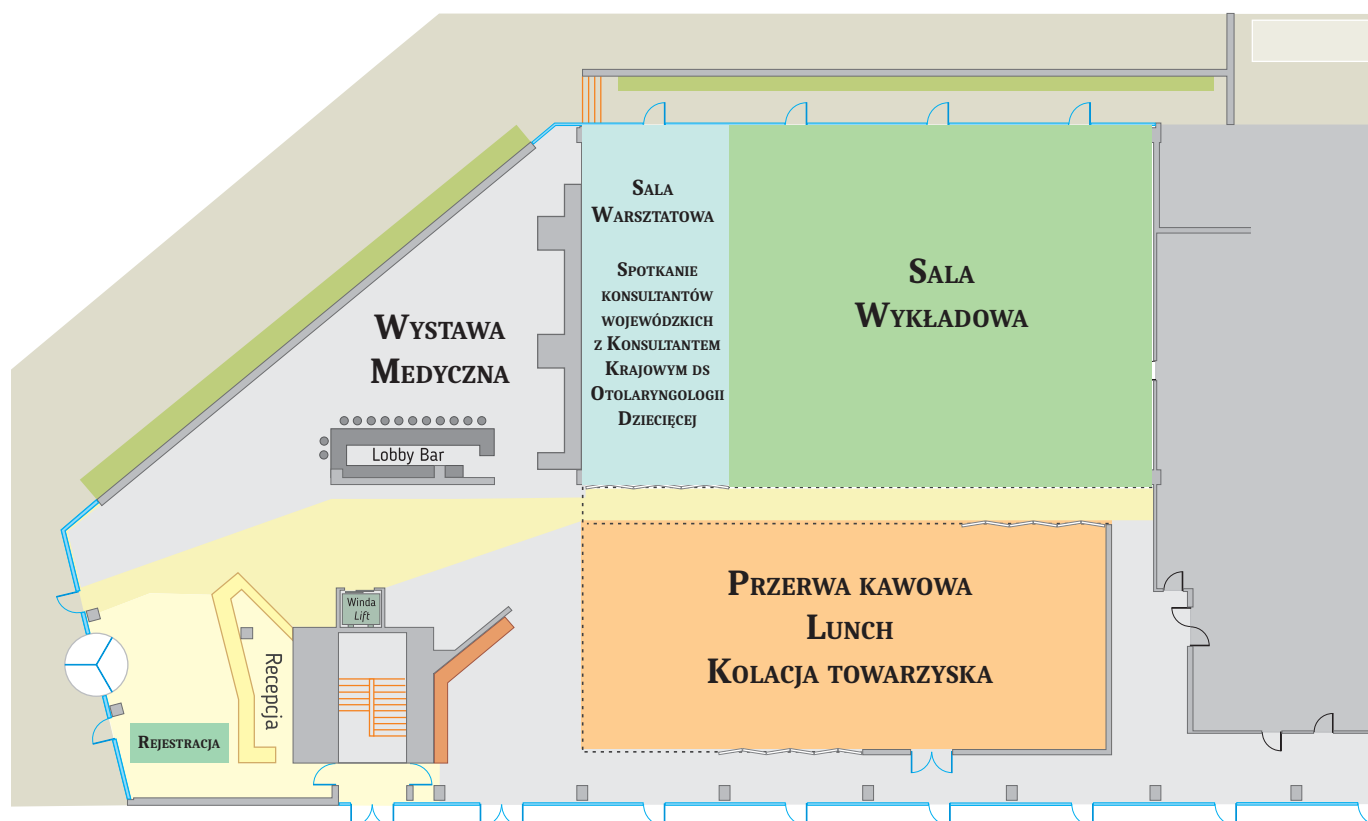 Sala
Warsztatowa
Spotkanie
konsultantów
wojewódzkich
z Konsultantem
Krajowym ds
Otolaryngologii
Dziecięcej
Sala
Wykładowa
Wystawa
Medyczna
Lobby Bar
Przerwa kawowa
Lunch
Kolacja towarzyska
Winda
Lift
Recepcja
Rejestracja